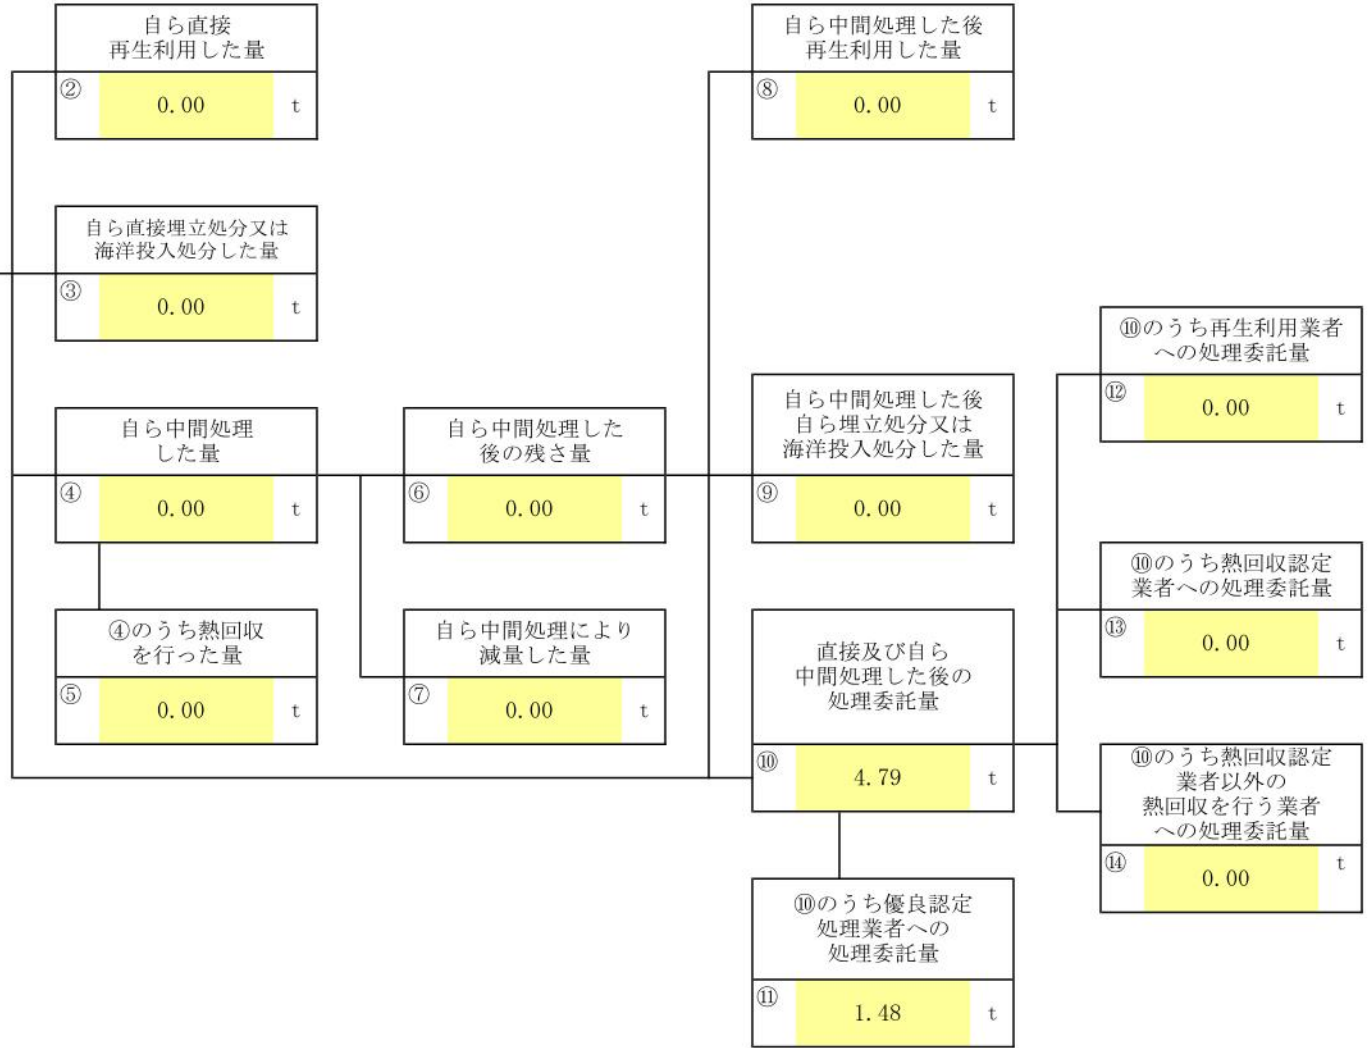 自ら直接
再生利用した量
②
0.00
t
自ら直接埋立処分又は
海洋投入処分した量
③
0.00
t
自ら中間処理
した量
④
0.00
t
④のうち熱回収
を行った量
⑤
0.00
t
自ら中間処理した
後の残さ量
⑥
0.00
t
自ら中間処理により
減量した量
⑦
0.00
t
自ら中間処理した後
再生利用した量
⑧
0.00
t
自ら中間処理した後
自ら埋立処分又は
海洋投入処分した量
⑨
0.00
t
直接及び自ら
中間処理した後の
処理委託量
⑩
4.79
t
⑩のうち優良認定
処理業者への
処理委託量
⑪
1.48
t
⑩のうち再生利用業者
への処理委託量
⑫
0.00
t
⑩のうち熱回収認定
業者への処理委託量
⑬
0.00
t
⑩のうち熱回収認定
業者以外の
熱回収を行う業者
への処理委託量
⑭
0.00
t